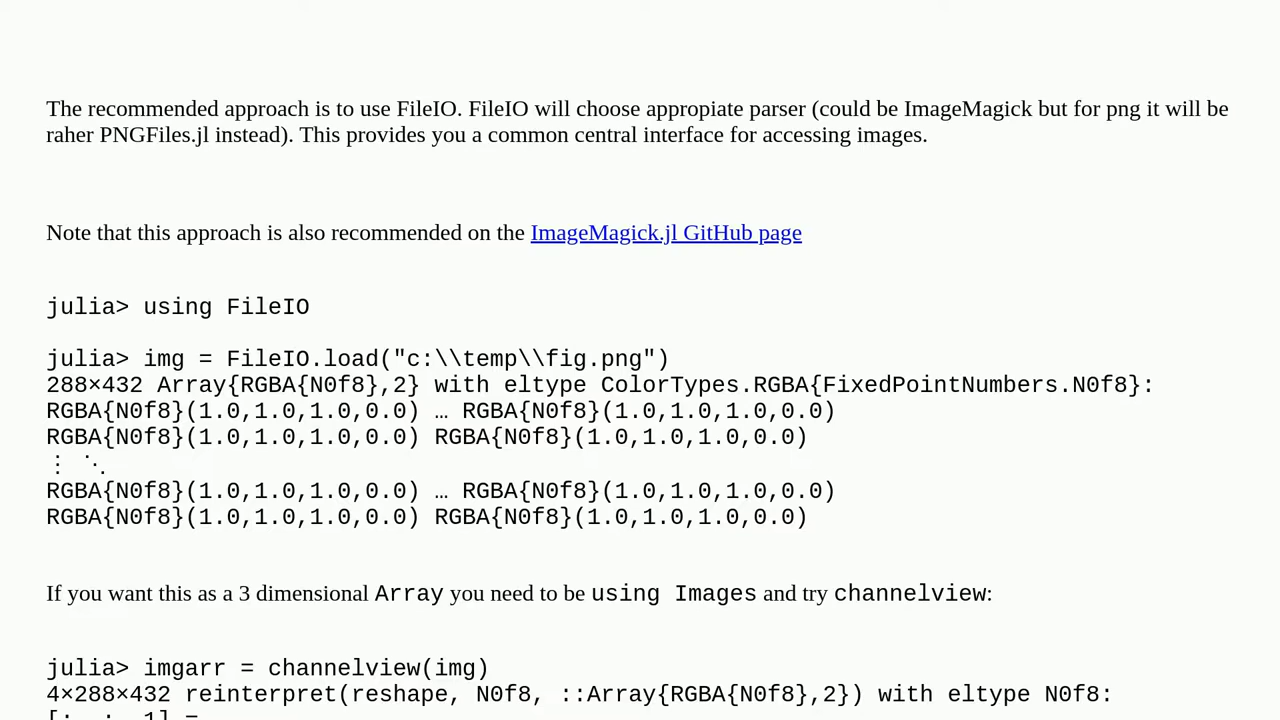 The recommended approach is to use FileIO. FileIO will choose appropiate parser (could be ImageMagick but for png it will be
raher PNGFiles.jl instead). This provides you a common central interface for accessing images.
Note that this approach is also recommended on the ImageMagick.jl GitHub page
julia> using FileIO
julia> img = FileIO.load("c:\\temp\\fig.png")
288×432 Array{RGBA{N0f8},2} with eltype ColorTypes.RGBA{FixedPointNumbers.N0f8}:
RGBA{N0f8}(1.0,1.0,1.0,0.0) … RGBA{N0f8}(1.0,1.0,1.0,0.0)
RGBA{N0f8}(1.0,1.0,1.0,0.0) RGBA{N0f8}(1.0,1.0,1.0,0.0)
⋮ ⋱
RGBA{N0f8}(1.0,1.0,1.0,0.0) … RGBA{N0f8}(1.0,1.0,1.0,0.0)
RGBA{N0f8}(1.0,1.0,1.0,0.0) RGBA{N0f8}(1.0,1.0,1.0,0.0)
If you want this as a 3 dimensional Array you need to be using Images and try channelview:
julia> imgarr = channelview(img)
4×288×432 reinterpret(reshape, N0f8, ::Array{RGBA{N0f8},2}) with eltype N0f8:
[:, :, 1] =